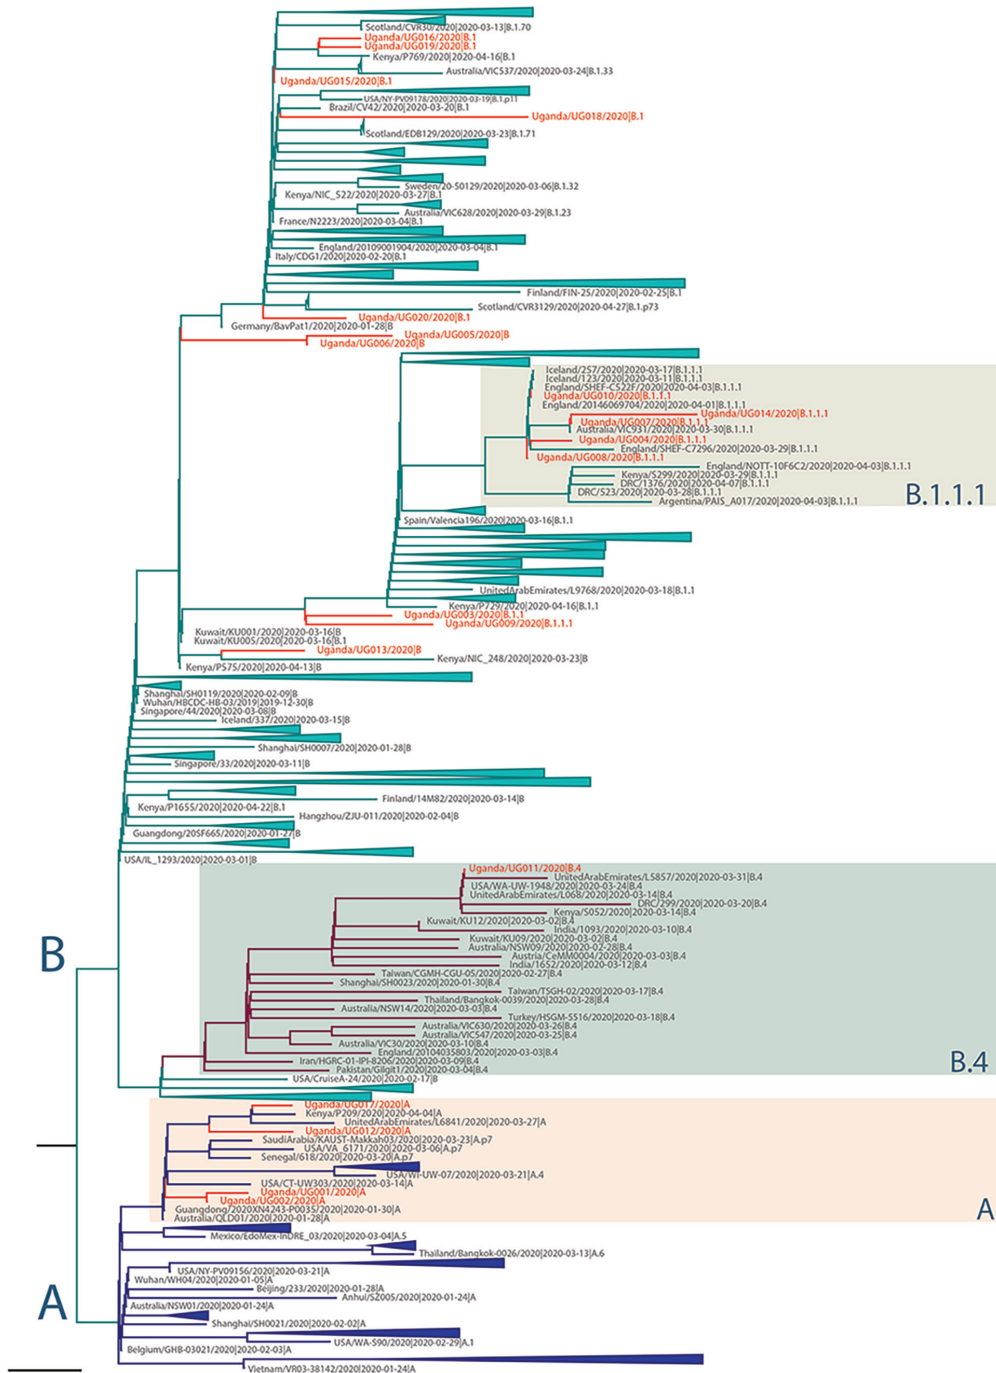 Scotland/CVR30/2020|2020-03-13|B.1.70
Uganda/UG016/2020|B.1
Uganda/UG019/2020|B.1
Kenya/P769/2020|2020-04-16|B.1
Australia/VIC537/2020|2020-03-24|B.1.33
Uganda/UG015/2020|B.1
USA/NY-PV09178/2020|2020-03-19|B.1.p11
Brazil/CV42/2020|2020-03-20|B.1
Uganda/UG018/2020|B.1
Scotland/EDB129/2020|2020-03-23|B.1.71
Sweden/20-50129/2020|2020-03-06|B.1.32
Kenya/NIC_522/2020|2020-03-27|B.1
Australia/VIC628/2020|2020-03-29|B.1.23
France/N2223/2020|2020-03-04|B.1
England/20109001904/2020|2020-03-04|B.1
Italy/CDG1/2020|2020-02-20|B.1
Finland/FIN-25/2020|2020-02-25|B.1
Scotland/CVR3129/2020|2020-04-27|B.1.p73
Uganda/UG020/2020|B.1
Germany/BavPat1/2020|2020-01-28|B
Uganda/UG005/2020|B
Uganda/UG006/2020|B
Iceland/257/2020|2020-03-17|B.1.1.1
Iceland/123/2020|2020-03-11|B.1.1.1
England/SHEF-C522F/2020|2020-04-03|B.1.1.1
Uganda/UG010/2020|B.1.1.1
England/20146069704/2020|2020-04-01|B.1.1.1
Uganda/UG014/2020|B.1.1.1
Uganda/UG007/2020|B.1.1.1
Australia/VIC931/2020|2020-03-30|B.1.1.1
Uganda/UG004/2020|B.1.1.1
England/SHEF-C7296/2020|2020-03-29|B.1.1.1
Uganda/UG008/2020|B.1.1.1
England/NOTT-10F6C2/2020|2020-04-03|B.1.1.1
Kenya/S299/2020|2020-03-29|B.1.1.1
DRC/1376/2020|2020-04-07|B.1.1.1
DRC/523/2020|2020-03-28|B.1.1.1
Argentina/PAIS_A017/2020|2020-04-03|B.1.1.1
B.1.1.1
Spain/Valencia196/2020|2020-03-16|B.1.1
UnitedArabEmirates/L9768/2020|2020-03-18|B.1.1
Kenya/P729/2020|2020-04-16|B.1.1
Uganda/UG003/2020|B.1.1
Uganda/UG009/2020|B.1.1.1
Kuwait/KU001/2020|2020-03-16|B
Kuwait/KU005/2020|2020-03-16|B.1
Uganda/UG013/2020|B
Kenya/NIC_248/2020|2020-03-23|B
Kenya/P575/2020|2020-04-13|B
Shanghai/SH0119/2020|2020-02-09|B
Wuhan/HBCDC-HB-03/2019|2019-12-30|B
Singapore/44/2020|2020-03-08|B
Iceland/337/2020|2020-03-15|B
Shanghai/SH0007/2020|2020-01-28|B
Singapore/33/2020|2020-03-11|B
Finland/14M82/2020|2020-03-14|B
Kenya/P1655/2020|2020-04-22|B.1
Hangzhou/ZJU-011/2020|2020-02-04|B
Guangdong/20SF665/2020|2020-01-27|B
USA/IL_1293/2020|2020-03-01|B
Uganda/UG011/2020|B.4
UnitedArabEmirates/L5857/2020|2020-03-31|B.4
USA/WA-UW-1948/2020|2020-03-24|B.4
UnitedArabEmirates/L068/2020|2020-03-14|B.4
DRC/299/2020|2020-03-20|B.4
Kenya/S052/2020|2020-03-14|B.4
Kuwait/KU12/2020|2020-03-02|B.4
India/1093/2020|2020-03-10|B.4
Kuwait/KU09/2020|2020-03-02|B.4
B
Australia/NSW09/2020|2020-02-28|B.4
Austria/CeMM0004/2020|2020-03-03|B.4
India/1652/2020|2020-03-12|B.4
Taiwan/CGMH-CGU-05/2020|2020-02-27|B.4
Shanghai/SH0023/2020|2020-01-30|B.4
Taiwan/TSGH-02/2020|2020-03-17|B.4
Thailand/Bangkok-0039/2020|2020-03-28|B.4
Australia/NSW14/2020|2020-03-03|B.4
Turkey/HSGM-5516/2020|2020-03-18|B.4
Australia/VIC630/2020|2020-03-26|B.4
Australia/VIC547/2020|2020-03-25|B.4
Australia/VIC30/2020|2020-03-10|B.4
England/20104035803/2020|2020-03-03|B.4
Iran/HGRC-01-IPI-8206/2020|2020-03-09|B.4
B.4
Pakistan/Gilgit1/2020|2020-03-04|B.4
USA/CruiseA-24/2020|2020-02-17|B
Uganda/UG017/2020|A
Kenya/P209/2020|2020-04-04|A
UnitedArabEmirates/L6841/2020|2020-03-27|A
Uganda/UG012/2020|A
SaudiArabia/KAUST-Makkah03/2020|2020-03-23|A.p7
USA/VA_6171/2020|2020-03-06|A.p7
Senegal/618/2020|2020-03-20|A.p7
USA/WI-UW-07/2020|2020-03-21|A.4
USA/CT-UW303/2020|2020-03-14|A
Uganda/UG001/2020|A
Uganda/UG002/2020|A
Guangdong/2020XN4243-P0035/2020|2020-01-30|A
A
Australia/QLD01/2020|2020-01-28|A
Mexico/EdoMex-InDRE_03/2020|2020-03-04|A.5
Thailand/Bangkok-0026/2020|2020-03-13|A.6
USA/NY-PV09156/2020|2020-03-21|A
Wuhan/WH04/2020|2020-01-05|A
Beijing/233/2020|2020-01-28|A
Anhui/SZ005/2020|2020-01-24|A
A
Australia/NSW01/2020|2020-01-24|A
Shanghai/SH0021/2020|2020-02-02|A
USA/WA-S90/2020|2020-02-29|A.1
Belgium/GHB-03021/2020|2020-02-03|A
Vietnam/VR03-38142/2020|2020-01-24|A